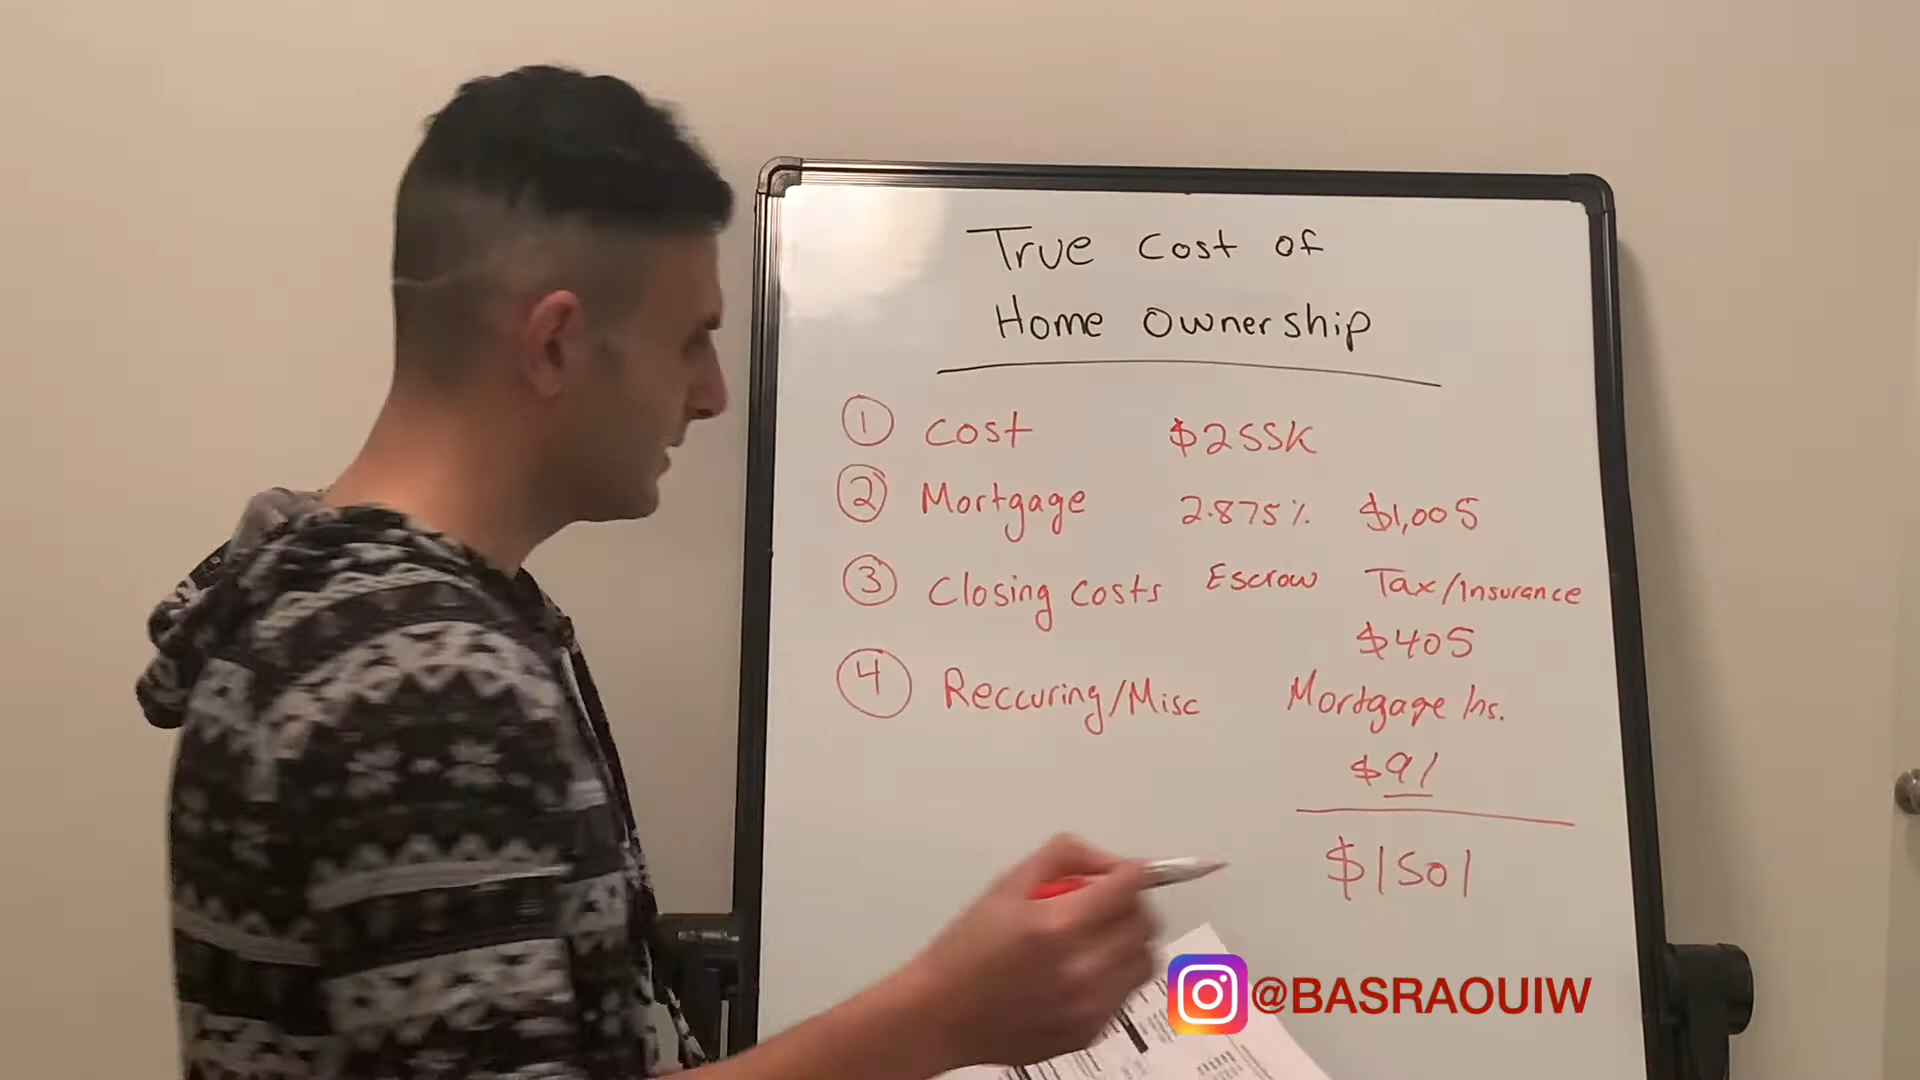 True Cost of
Home Ownership
1 Cost $255K
2 Mortgage 2.875% $1,005
3 Closing Costs Escrow Tax/Insurance
$405
4 Reccuring/Misc Mortgage Ins.
$91
$1501
@BASRAOUIW